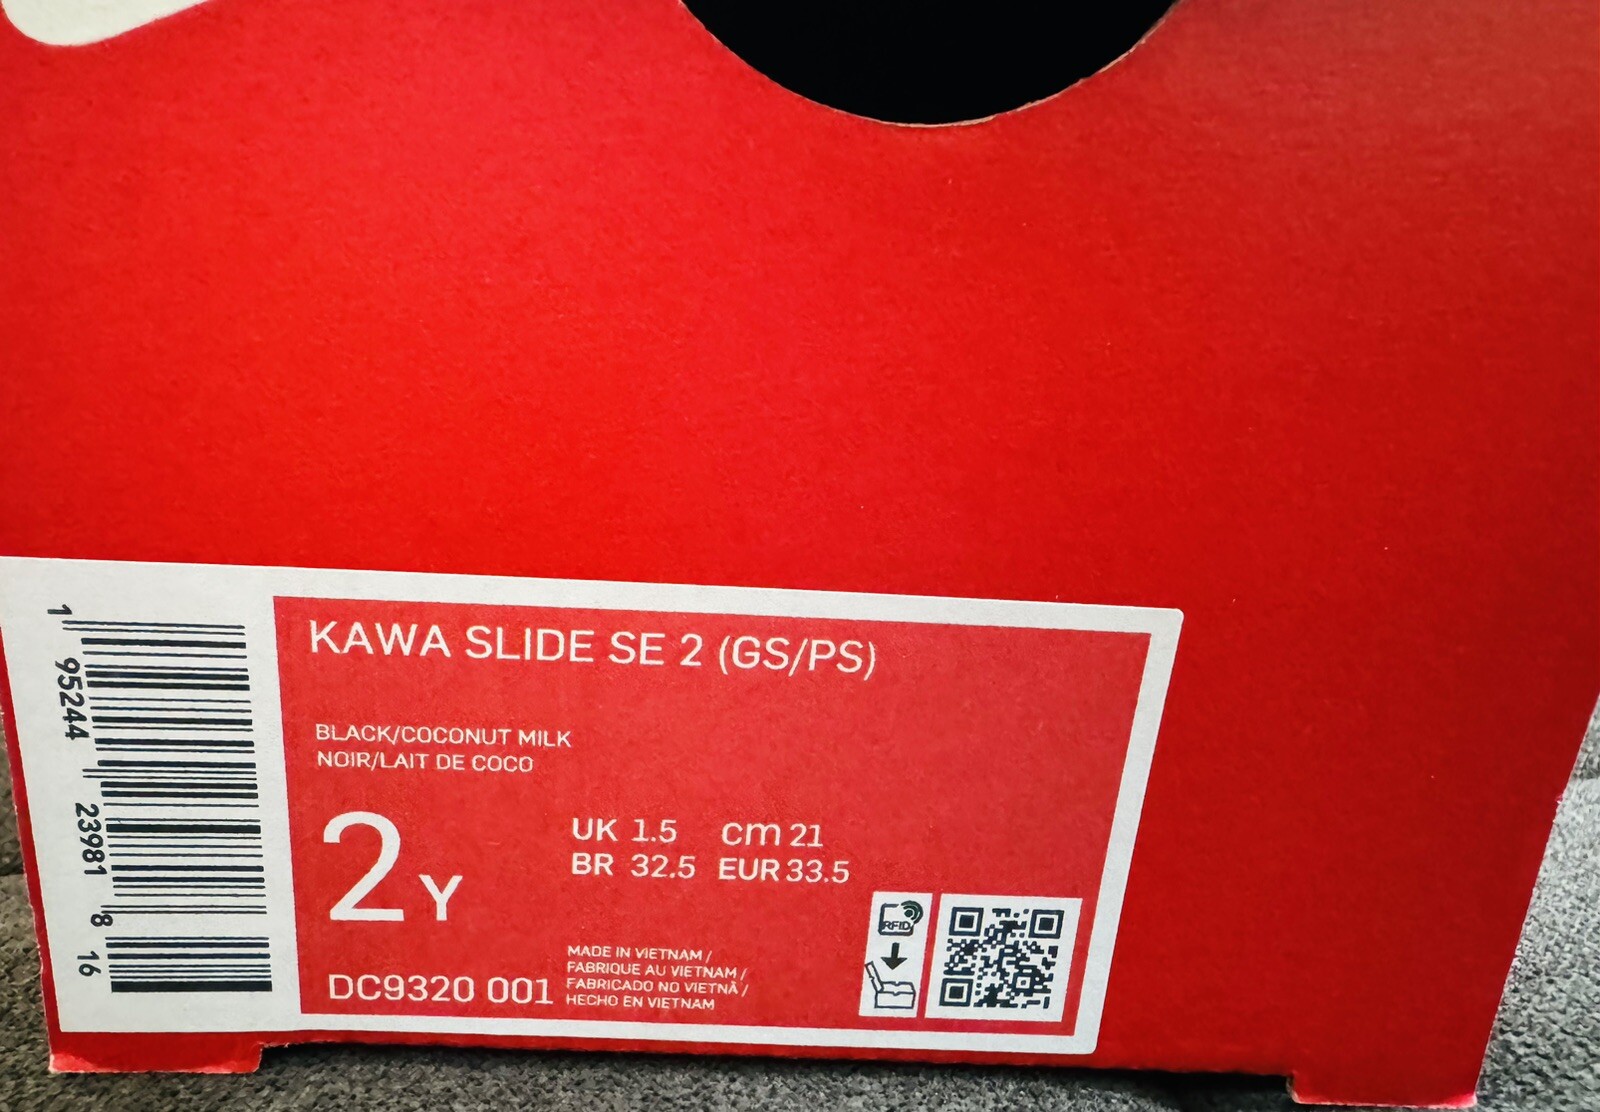 KAWA SLIDE SE 2 (GS/PS)
BLACK/COCONUT MILK
NOIR/LAIT DE COCO
2Y
UK 1.5 cm 21
BR 32.5 EUR 33.5
DC9320 001
MADE IN VIETNAM /
FABRIQUE AU VIETNAM /
FABRICADO NO VIETNÃ /
HECHO EN VIETNAM
RFID
1 95244 23981 8 16